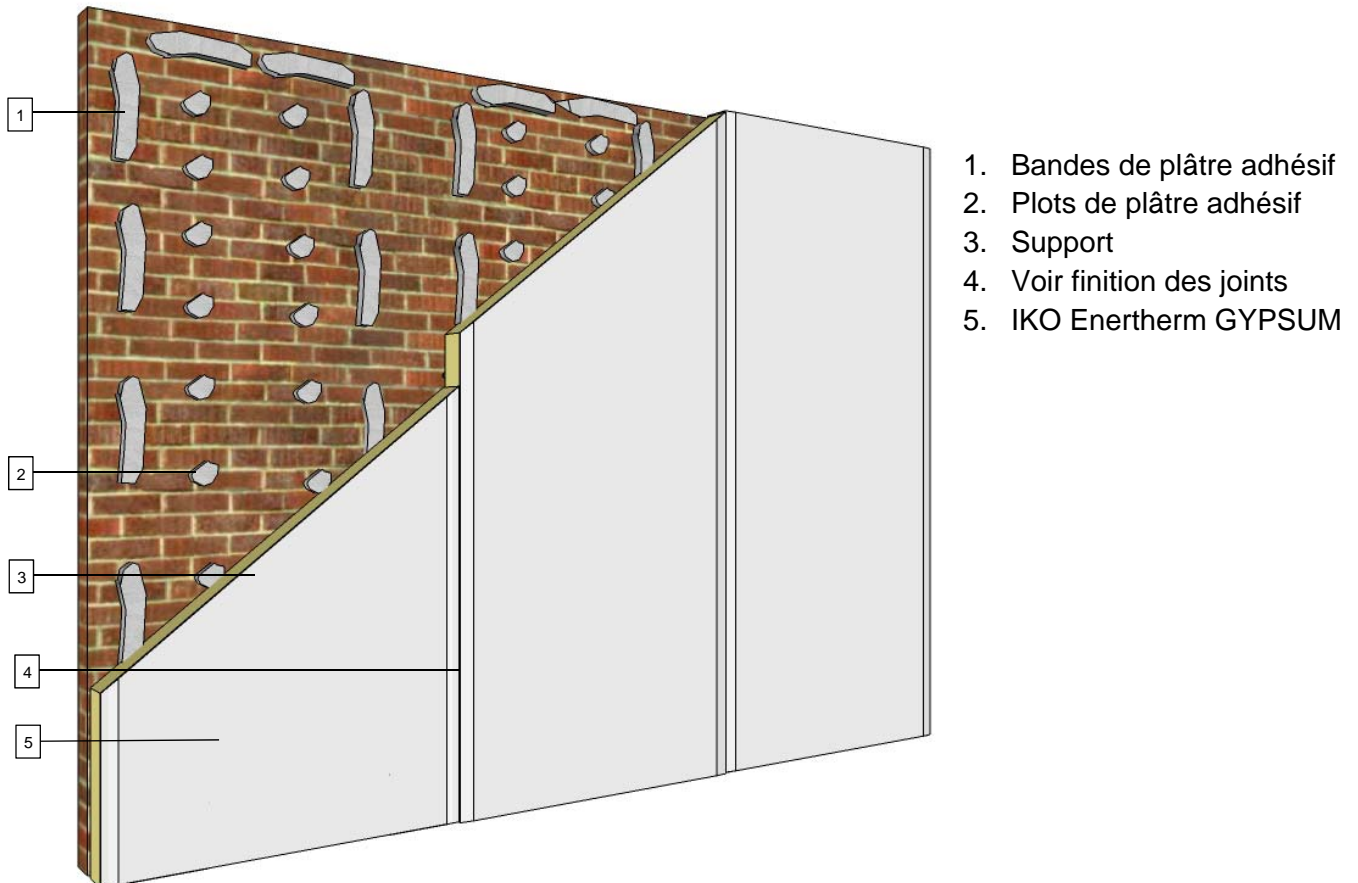 1
2
3
4
5
1. Bandes de plâtre adhésif
2. Plots de plâtre adhésif
3. Support
4. Voir finition des joints
5. IKO Enertherm GYPSUM